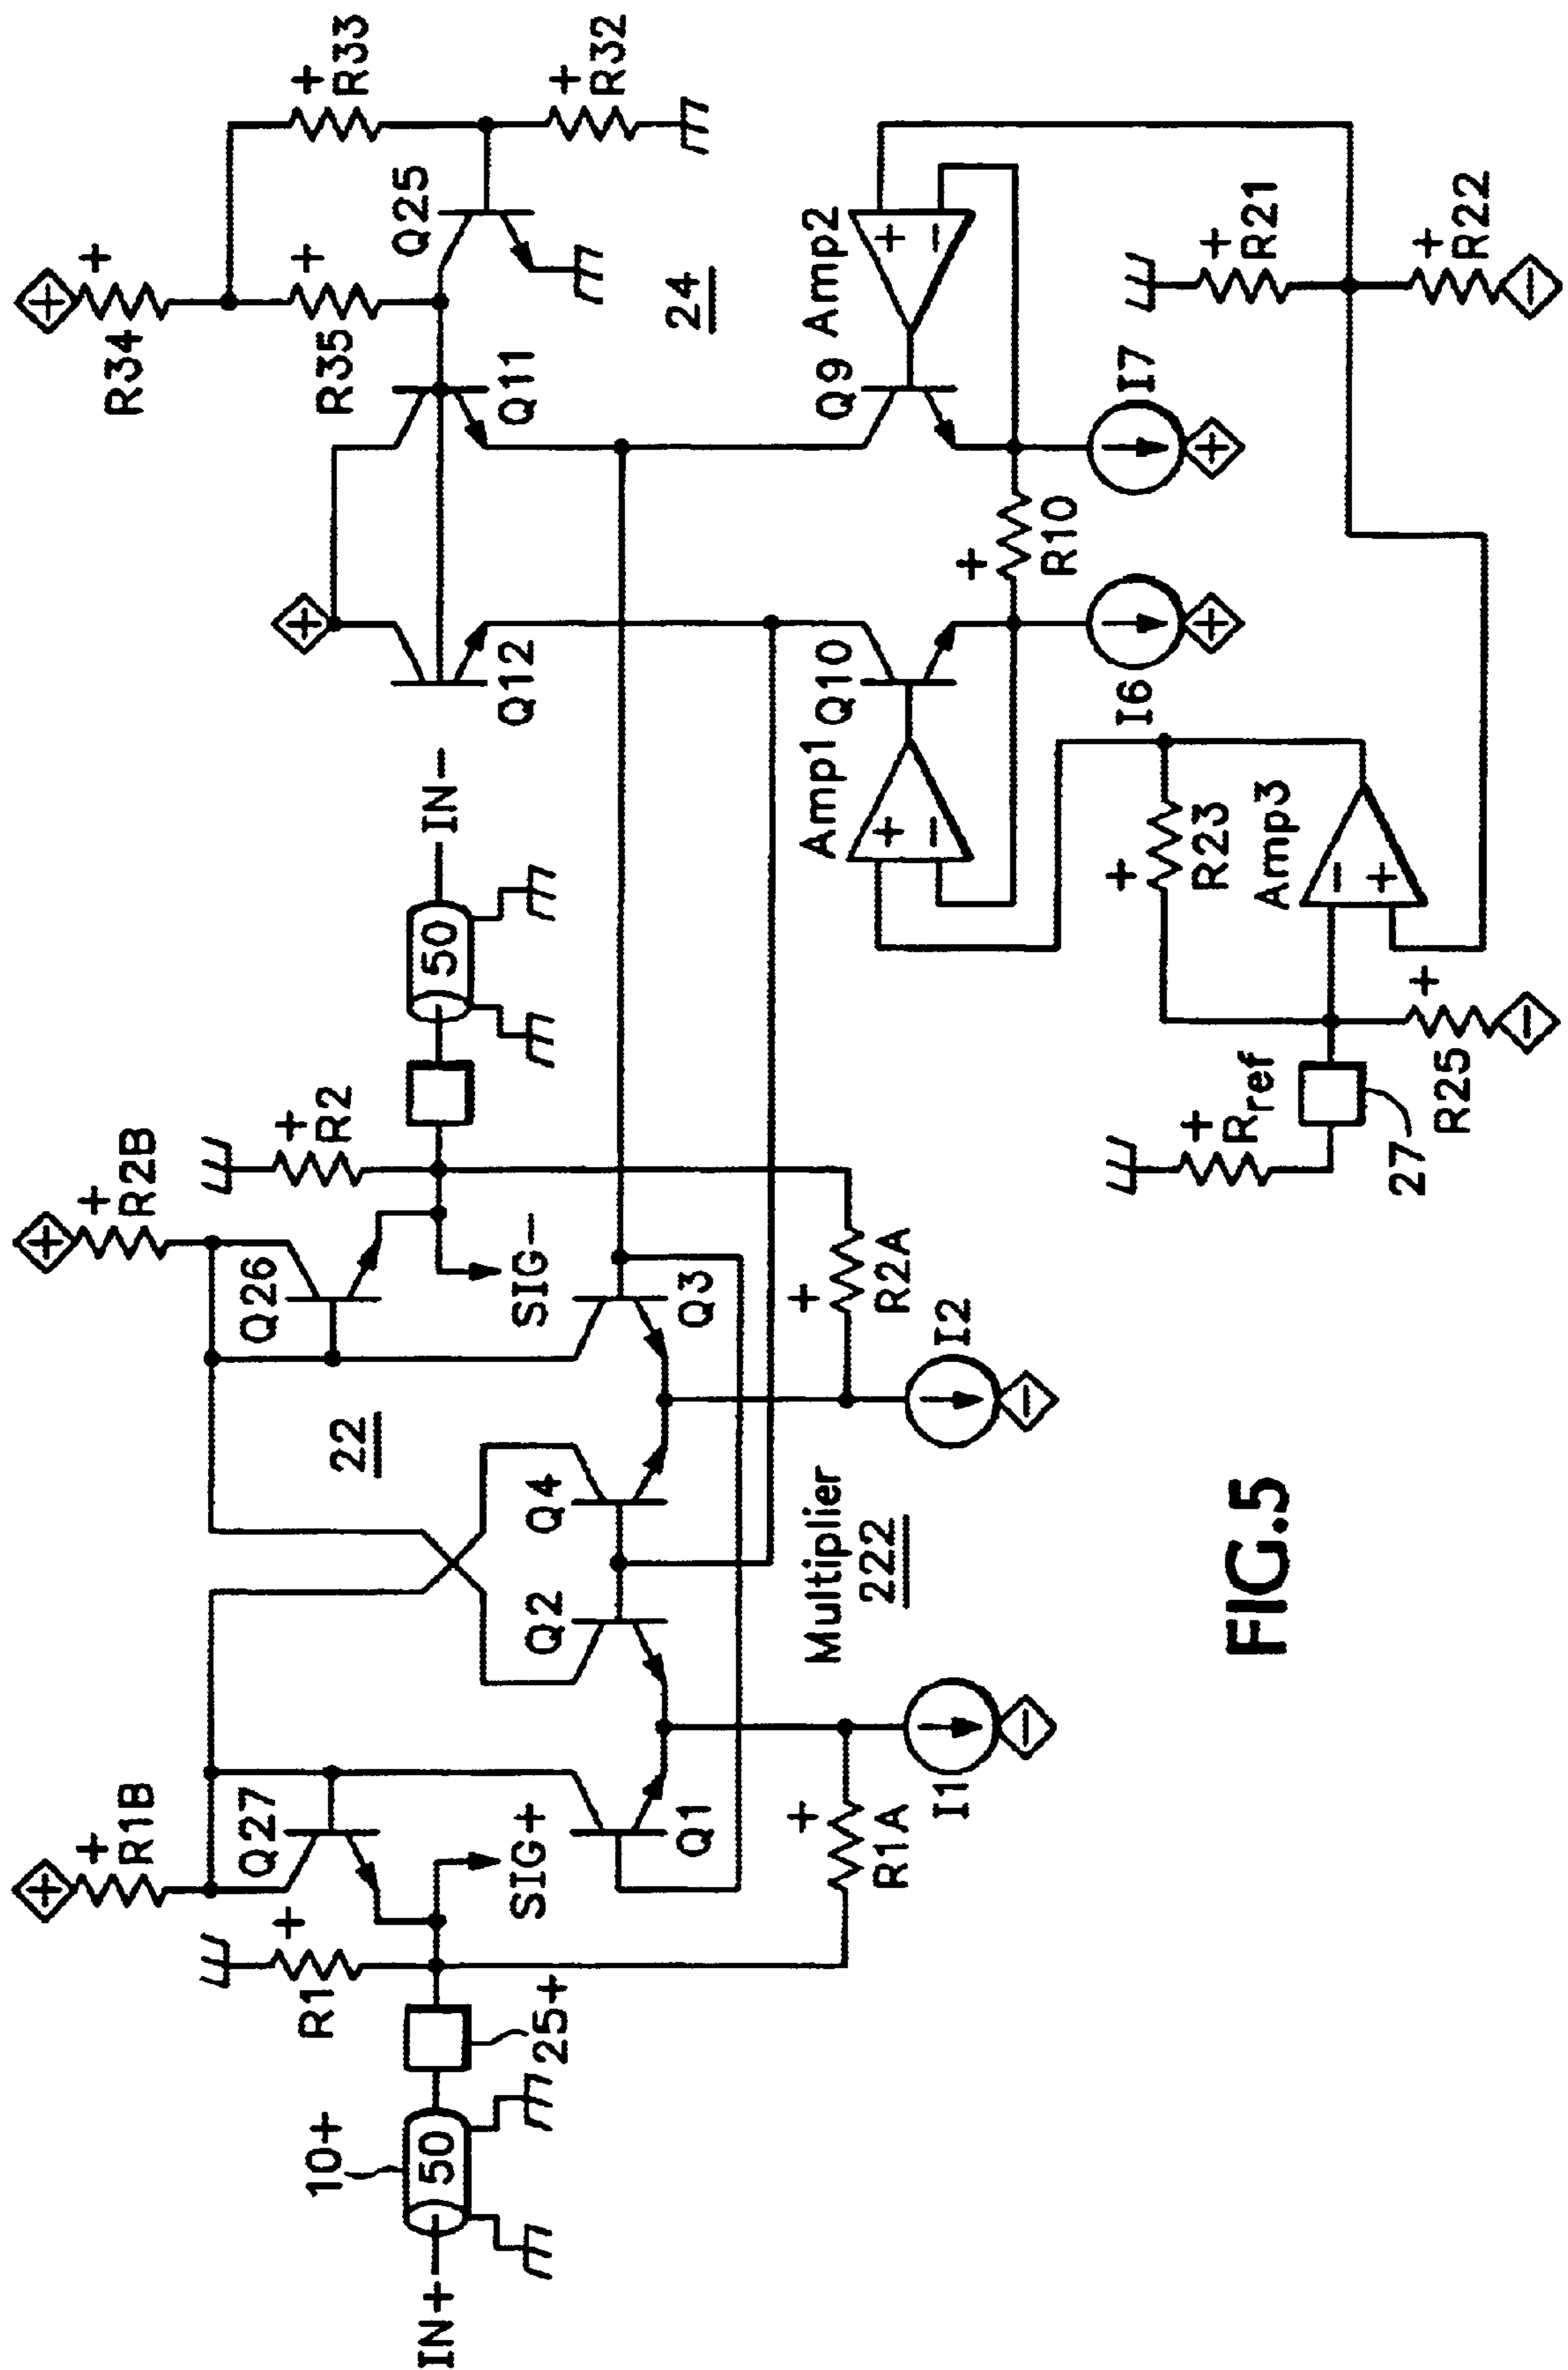 R1B
R2B
R34
R33
R32
R35
Q25
Q27
Q26
R1
R2
22
10+
50
IN+
25+
SIG+
SIG-
50
IN-
Q1
Q2
Q4
Q3
Q12
Q11
24
Multiplier
222
R1A
R2A
I1
I2
Amp1
Q10
Q9
Amp2
R10
I6
I7
R21
R22
R23
Amp3
Rref
27
R25
FIG.5